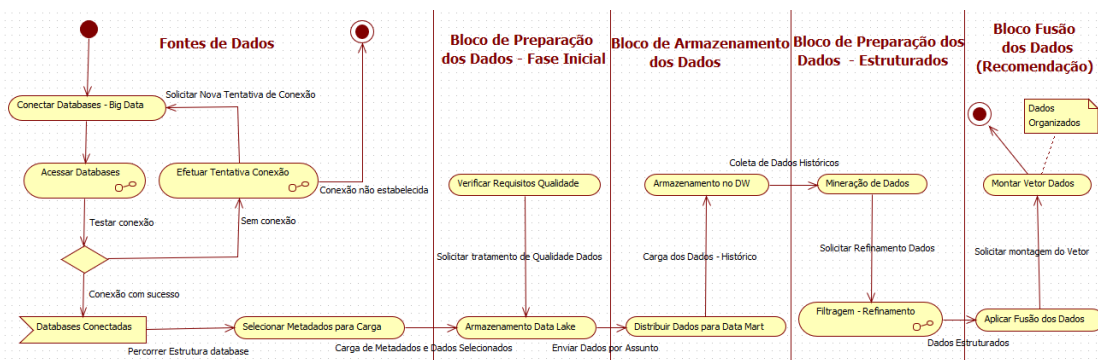 Fontes de Dados
Bloco de Preparação
dos Dados - Fase Inicial
Bloco de Armazenamento
dos Dados
Bloco de Preparação dos
Dados - Estruturados
Bloco Fusão
dos Dados
(Recomendação)
Solicitar Nova Tentativa de Conexão
Conectar Databases - Big Data
Dados
Organizados
Acessar Databases
Efetuar Tentativa Conexão
Conexão não estabelecida
Verificar Requisitos Qualidade
Armazenamento no DW
Coleta de Dados Históricos
Mineração de Dados
Montar Vetor Dados
Testar conexão
Sem conexão
Solicitar tratamento de Qualidade Dados
Carga dos Dados - Histórico
Solicitar Refinamento Dados
Solicitar montagem do Vetor
Conexão com sucesso
Databases Conectadas
Selecionar Metadados para Carga
Armazenamento Data Lake
Distribuir Dados para Data Mart
Filtragem - Refinamento
Aplicar Fusão dos Dados
Percorrer Estrutura database
Carga de Metadados e Dados Selecionados
Enviar Dados por Assunto
Dados Estruturados